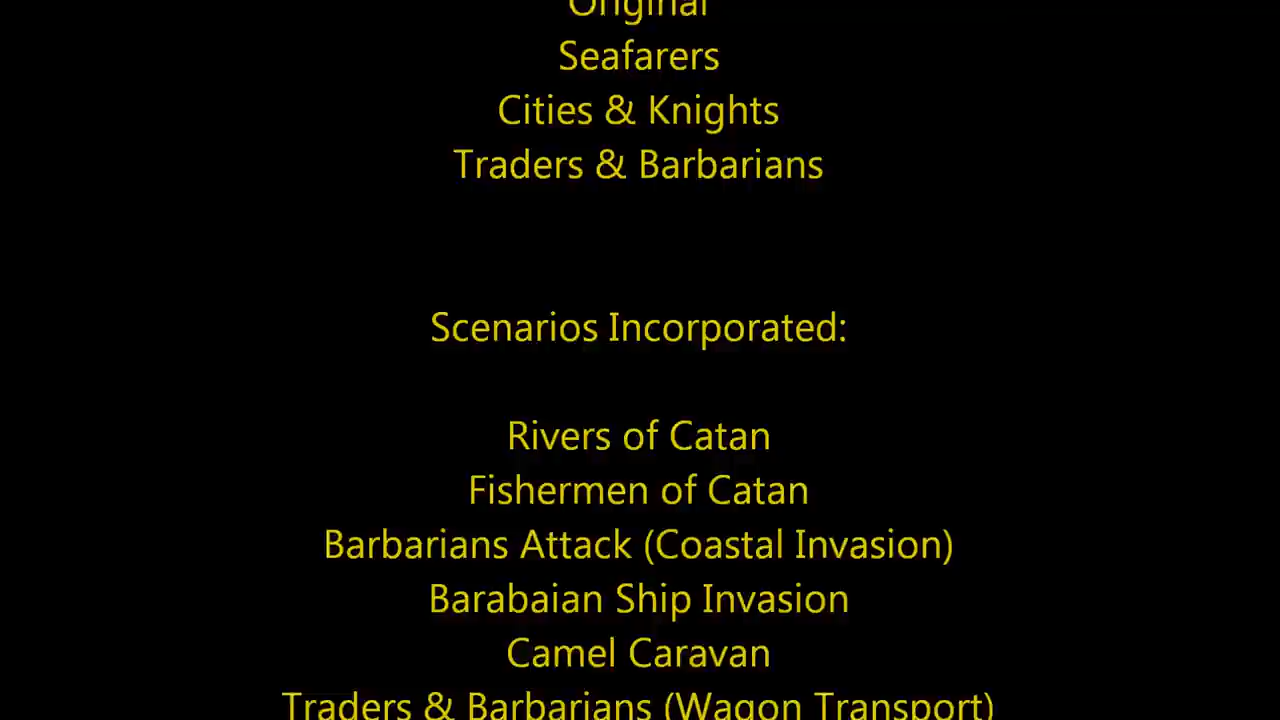 Original
Seafarers
Cities & Knights
Traders & Barbarians
Scenarios Incorporated:
Rivers of Catan
Fishermen of Catan
Barbarians Attack (Coastal Invasion)
Barabaian Ship Invasion
Camel Caravan
Traders & Barbarians (Wagon Transport)